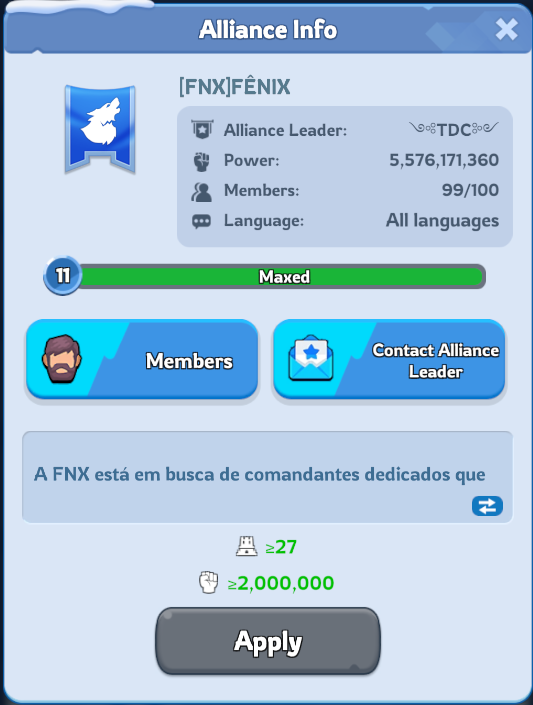 Alliance Info
[FNX]FÊNIX
Alliance Leader: ༺TDC༻
Power: 5,576,171,360
Members: 99/100
Language: All languages
11 Maxed
Members
Contact Alliance
Leader
A FNX está em busca de comandantes dedicados que
≥27
≥2,000,000
Apply